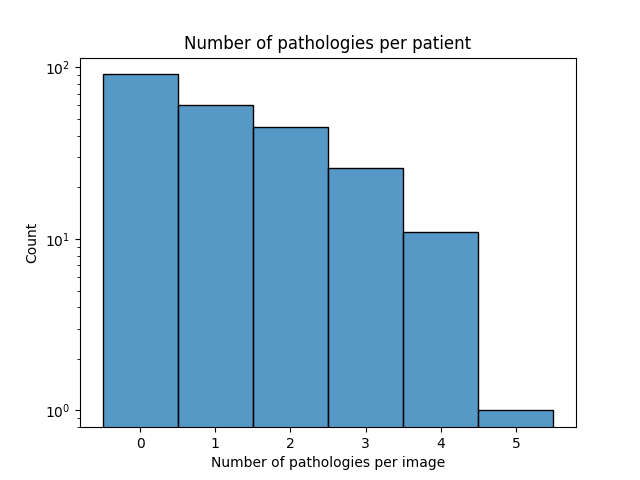 Number of pathologies per patient
Count
10²
10¹
10⁰
0 1 2 3 4 5
Number of pathologies per image